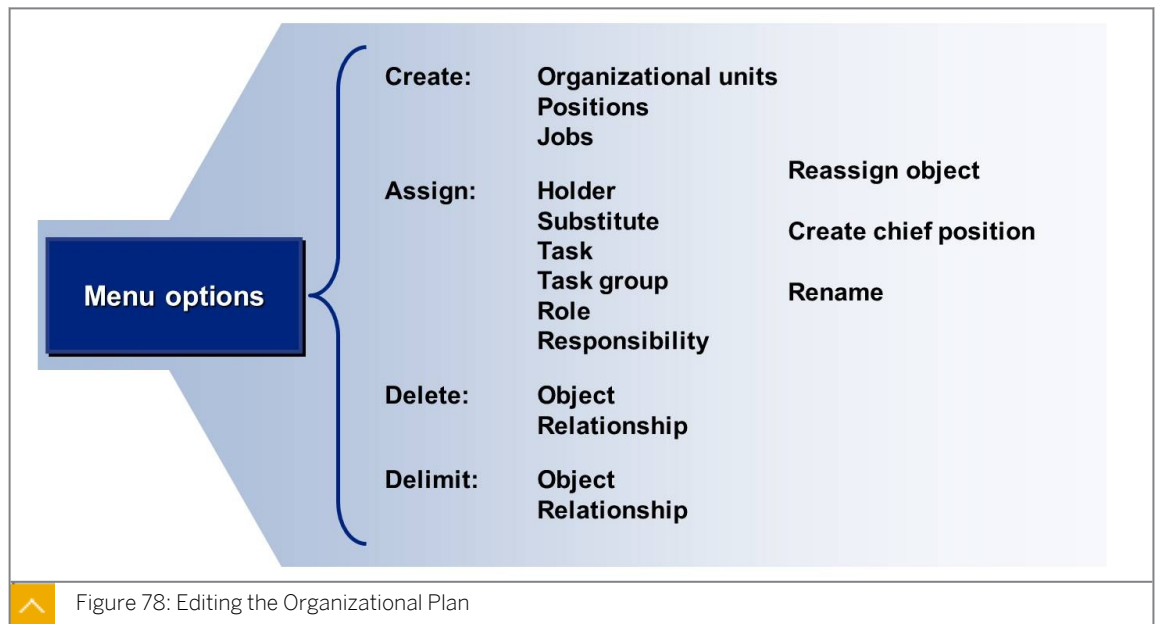 Menu options
Create: Organizational units
Positions
Jobs
Assign: Holder
Substitute
Task
Task group
Role
Responsibility
Delete: Object
Relationship
Delimit: Object
Relationship
Reassign object
Create chief position
Rename
Figure 78: Editing the Organizational Plan